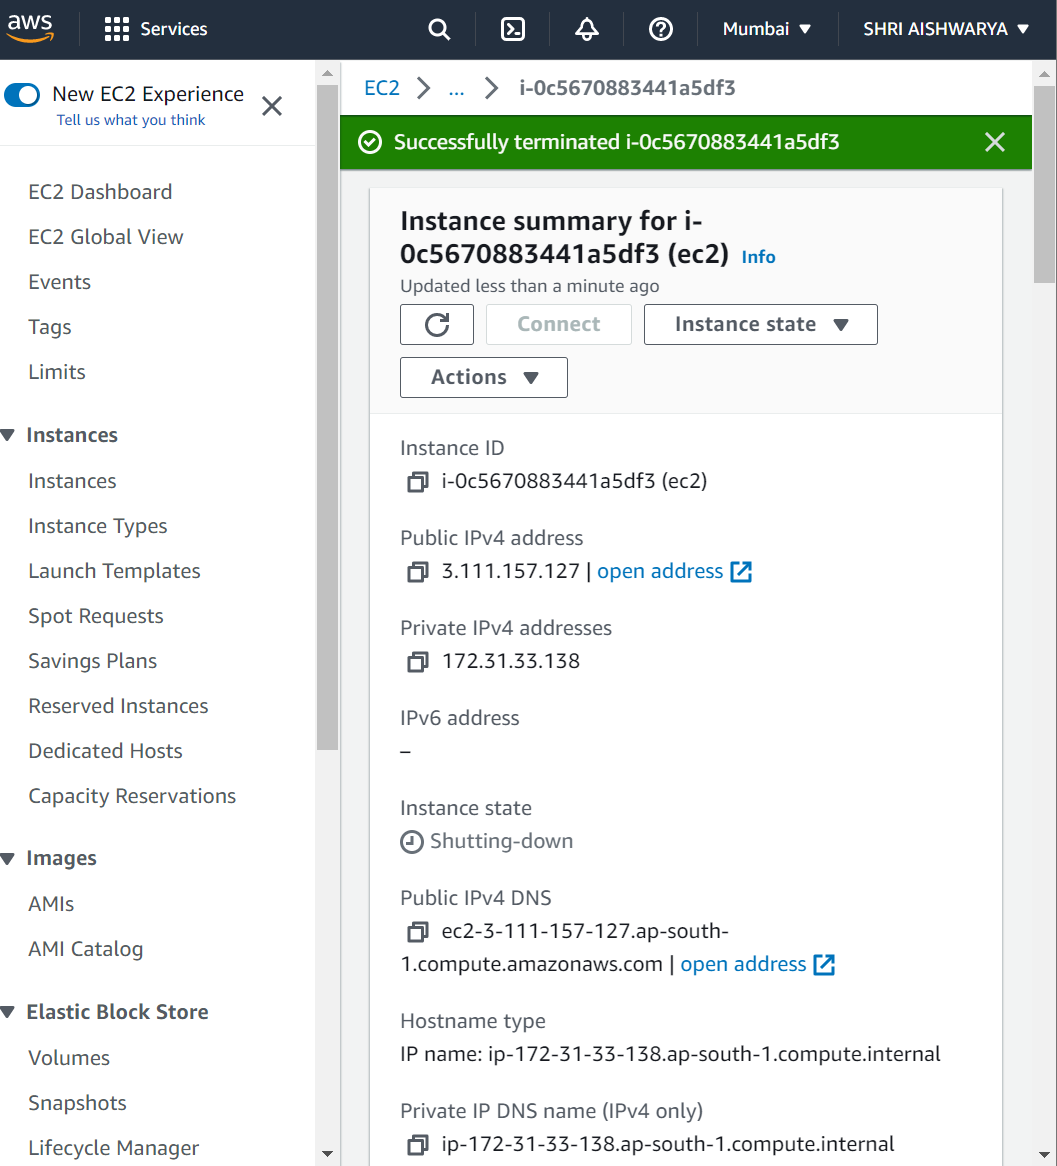 aws
Services
Mumbai
SHRI AISHWARYA
New EC2 Experience
Tell us what you think
EC2 Dashboard
EC2 Global View
Events
Tags
Limits
Instances
Instances
Instance Types
Launch Templates
Spot Requests
Savings Plans
Reserved Instances
Dedicated Hosts
Capacity Reservations
Images
AMIs
AMI Catalog
Elastic Block Store
Volumes
Snapshots
Lifecycle Manager
EC2 > ... > i-0c5670883441a5df3
Successfully terminated i-0c5670883441a5df3
Instance summary for i-
0c5670883441a5df3 (ec2) Info
Updated less than a minute ago
Connect
Instance state
Actions
Instance ID
i-0c5670883441a5df3 (ec2)
Public IPv4 address
3.111.157.127 | open address
Private IPv4 addresses
172.31.33.138
IPv6 address
–
Instance state
Shutting-down
Public IPv4 DNS
ec2-3-111-157-127.ap-south-
1.compute.amazonaws.com | open address
Hostname type
IP name: ip-172-31-33-138.ap-south-1.compute.internal
Private IP DNS name (IPv4 only)
ip-172-31-33-138.ap-south-1.compute.internal